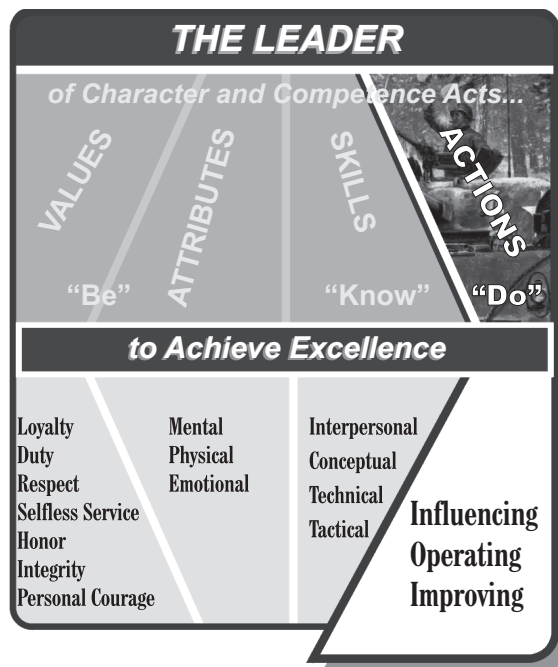 THE LEADER
of Character and Competence Acts...
VALUES
ATTRIBUTES
SKILLS
ACTIONS
“Be”
“Know”
“Do”
to Achieve Excellence
Loyalty
Duty
Respect
Selfless Service
Honor
Integrity
Personal Courage
Mental
Physical
Emotional
Interpersonal
Conceptual
Technical
Tactical
Influencing
Operating
Improving